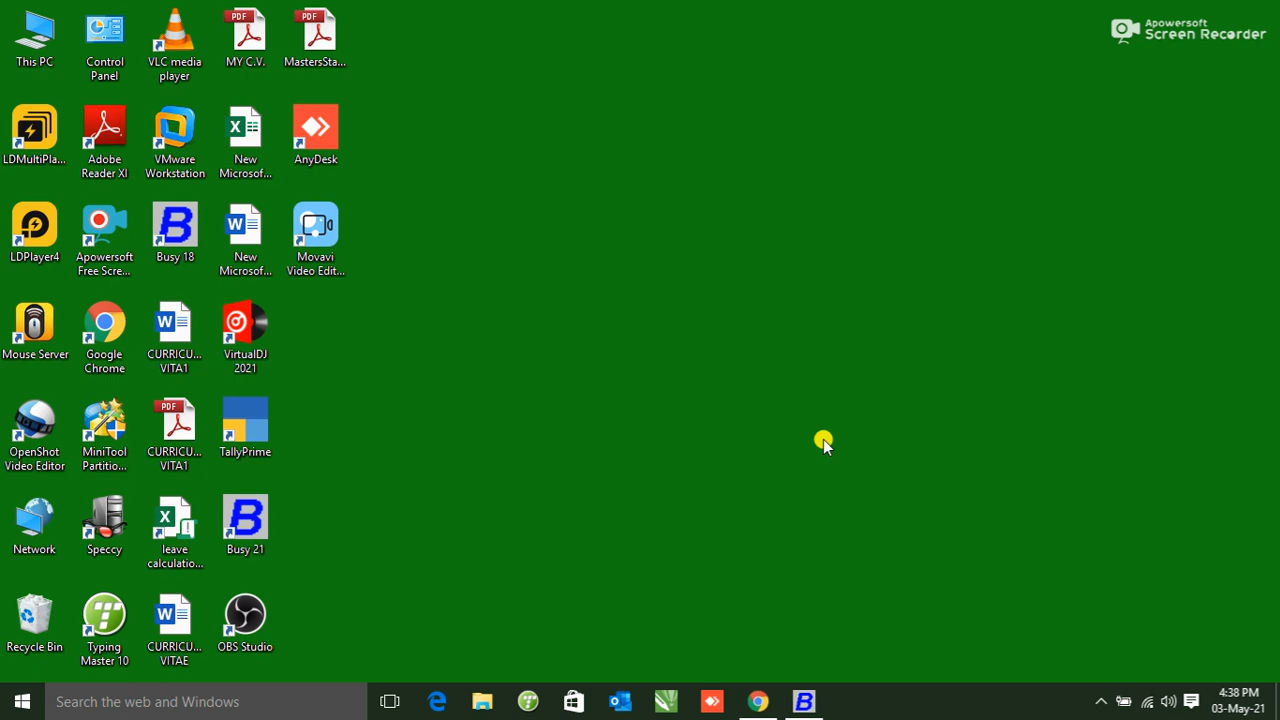 Apowersoft
Screen Recorder
This PC
Control
Panel
VLC media
player
MY C.V.
MastersSta...
LDMultiPla...
Adobe
Reader XI
VMware
Workstation
New
Microsof...
AnyDesk
LDPlayer4
Apowersoft
Free Scre...
Busy 18
New
Microsof...
Movavi
Video Edit...
Mouse Server
Google
Chrome
CURRICU...
VITA1
VirtualDJ
2021
OpenShot
Video Editor
MiniTool
Partitio...
CURRICU...
VITA1
TallyPrime
Network
Speccy
leave
calculatio...
Busy 21
Recycle Bin
Typing
Master 10
CURRICU...
VITAE
OBS Studio
Search the web and Windows
4:38 PM
03-May-21